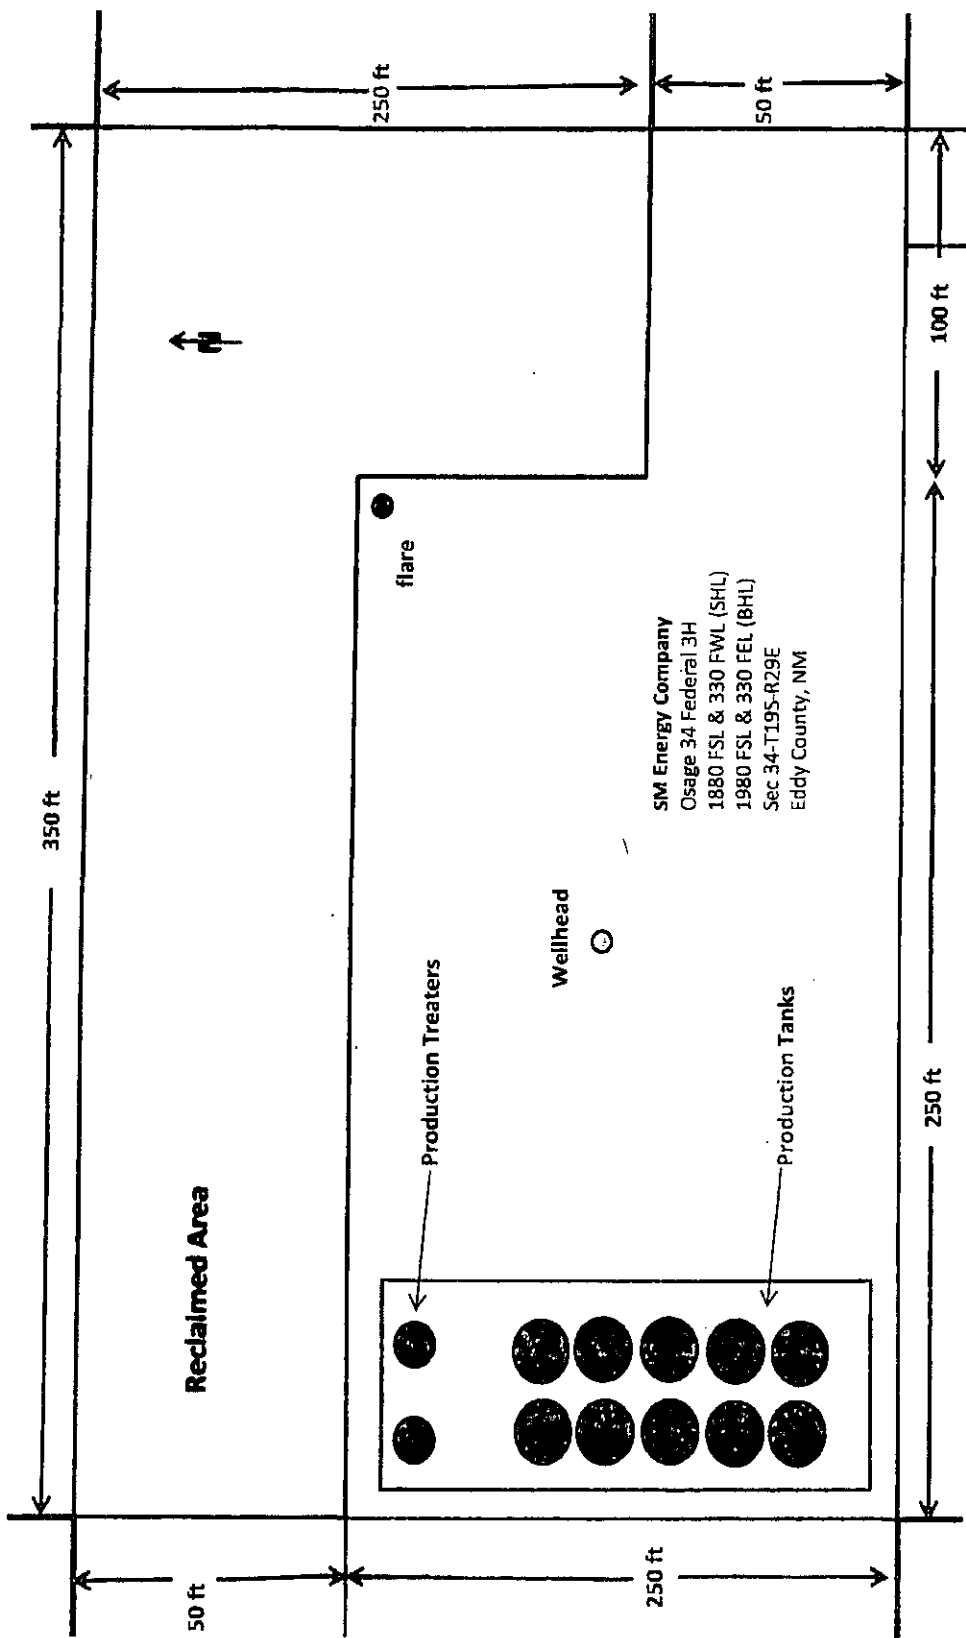 350 ft
250 ft
50 ft
N
Reclaimed Area
50 ft
flare
Production Treaters
Wellhead
SM Energy Company
Osage 34 Federal 3H
1880 FSL & 330 FWL (SHL)
1980 FSL & 330 FEL (BHL)
Sec 34-T19S-R29E
Eddy County, NM
Production Tanks
250 ft
250 ft
100 ft